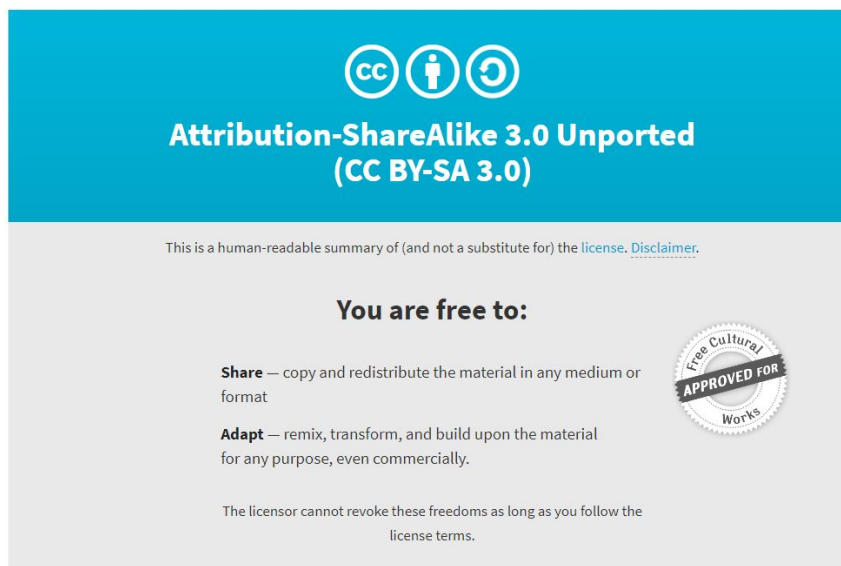 cc
Attribution-ShareAlike 3.0 Unported
(CC BY-SA 3.0)
This is a human-readable summary of (and not a substitute for) the license. Disclaimer.
You are free to:
Share — copy and redistribute the material in any medium or
format
Adapt — remix, transform, and build upon the material
for any purpose, even commercially.
Free Cultural
APPROVED FOR
Works
The licensor cannot revoke these freedoms as long as you follow the
license terms.